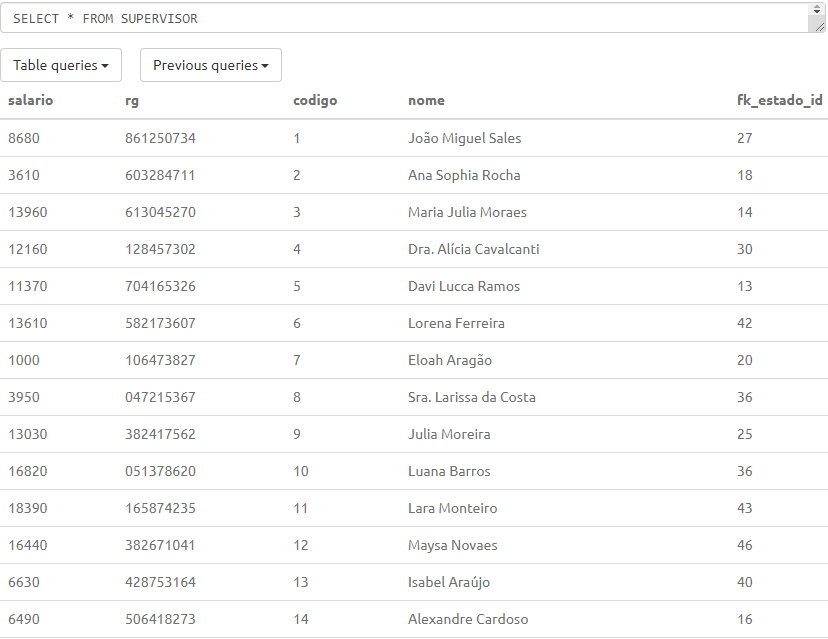 SELECT * FROM SUPERVISOR
Table queries Previous queries
salario rg codigo nome fk_estado_id
8680 861250734 1 João Miguel Sales 27
3610 603284711 2 Ana Sophia Rocha 18
13960 613045270 3 Maria Julia Moraes 14
12160 128457302 4 Dra. Alícia Cavalcanti 30
11370 704165326 5 Davi Lucca Ramos 13
13610 582173607 6 Lorena Ferreira 42
1000 106473827 7 Eloah Aragão 20
3950 047215367 8 Sra. Larissa da Costa 36
13030 382417562 9 Julia Moreira 25
16820 051378620 10 Luana Barros 36
18390 165874235 11 Lara Monteiro 43
16440 382671041 12 Maysa Novaes 46
6630 428753164 13 Isabel Araújo 40
6490 506418273 14 Alexandre Cardoso 16